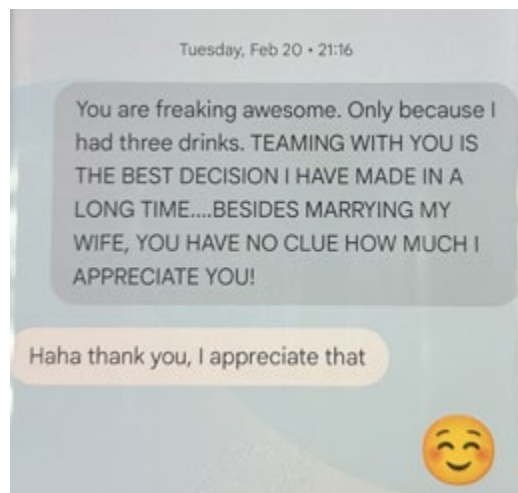 Tuesday, Feb 20 • 21:16
You are freaking awesome. Only because I
had three drinks. TEAMING WITH YOU IS
THE BEST DECISION I HAVE MADE IN A
LONG TIME....BESIDES MARRYING MY
WIFE, YOU HAVE NO CLUE HOW MUCH I
APPRECIATE YOU!
Haha thank you, I appreciate that